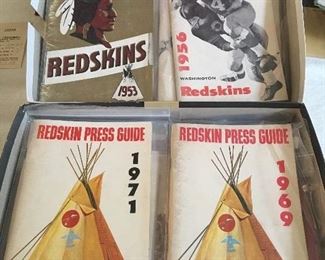 REDSKINS
1953
1956
WASHINGTON
Redskins
REDSKIN PRESS GUIDE
1971
REDSKIN PRESS GUIDE
1969